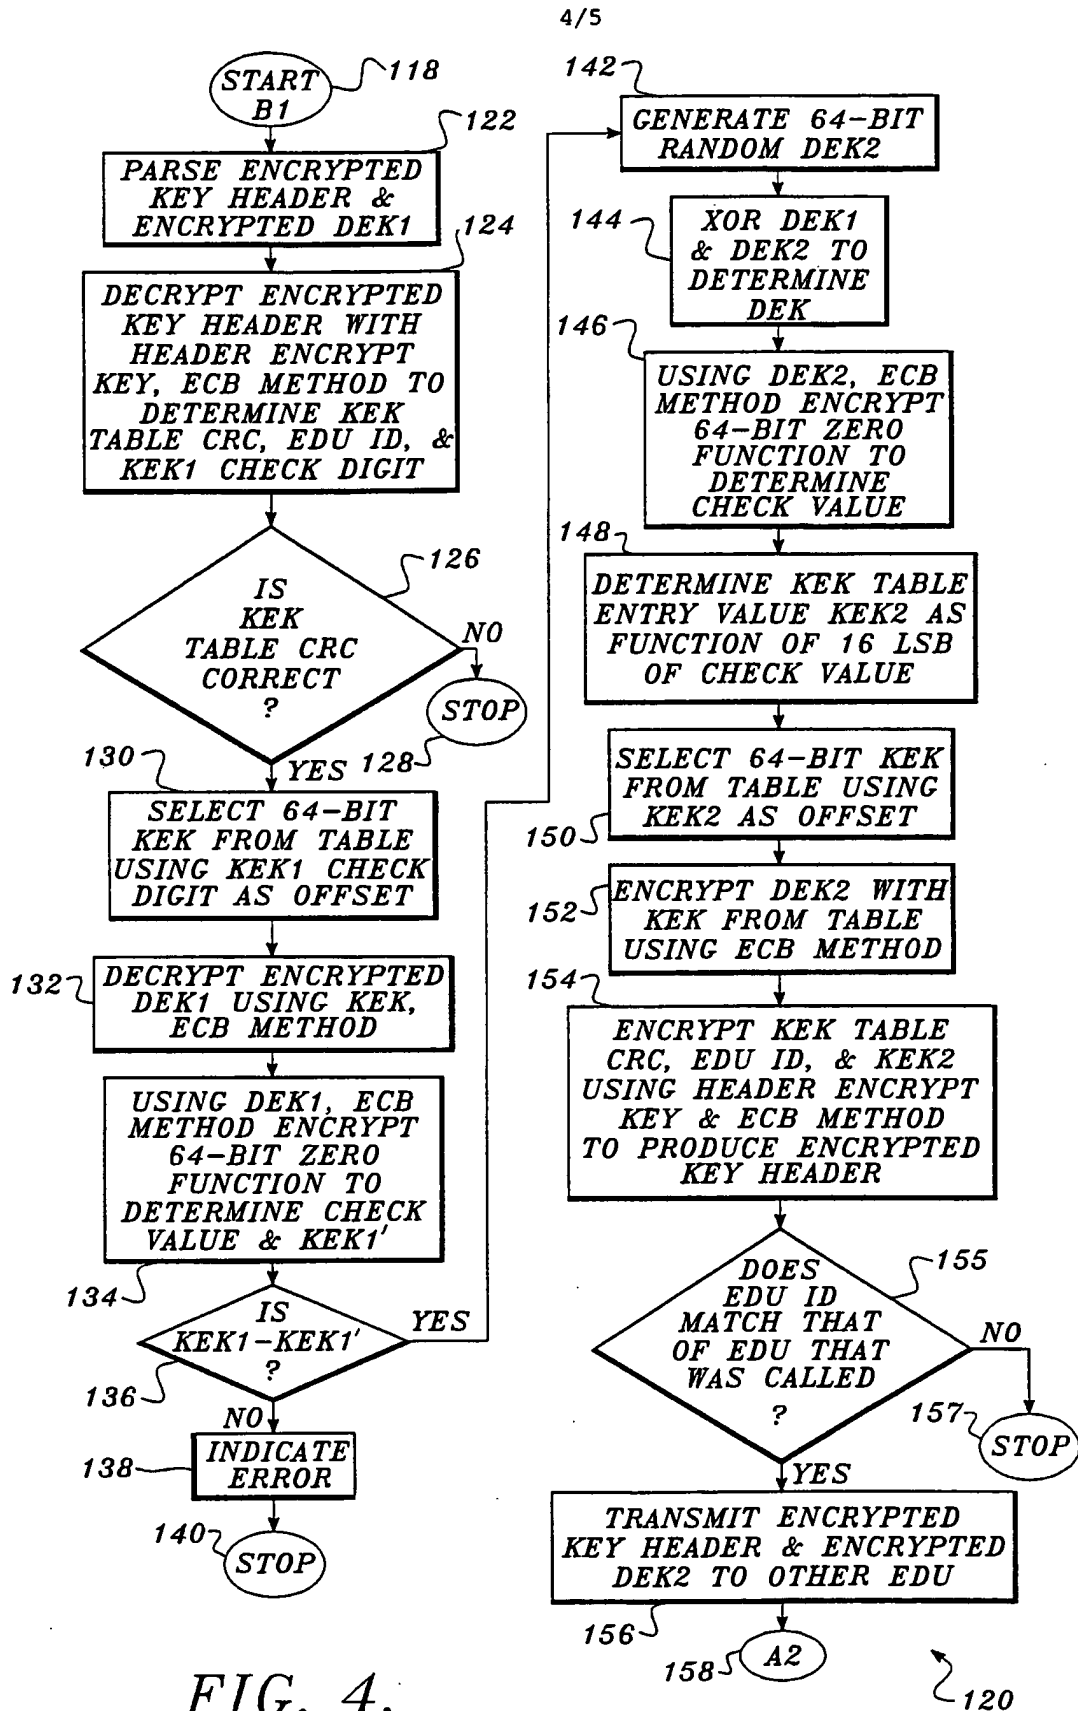 4/5
START
B1
118
122
PARSE ENCRYPTED
KEY HEADER &
ENCRYPTED DEK1
124
DECRYPT ENCRYPTED
KEY HEADER WITH
HEADER ENCRYPT
KEY, ECB METHOD TO
DETERMINE KEK
TABLE CRC, EDU ID, &
KEK1 CHECK DIGIT
126
IS
KEK
TABLE CRC
CORRECT
?
NO
STOP
128
YES
130
SELECT 64-BIT
KEK FROM TABLE
USING KEK1 CHECK
DIGIT AS OFFSET
132
DECRYPT ENCRYPTED
DEK1 USING KEK,
ECB METHOD
USING DEK1, ECB
METHOD ENCRYPT
64-BIT ZERO
FUNCTION TO
DETERMINE CHECK
VALUE & KEK1'
134
IS
KEK1-KEK1'
?
YES
136
NO
138
INDICATE
ERROR
140
STOP
142
GENERATE 64-BIT
RANDOM DEK2
144
XOR DEK1
& DEK2 TO
DETERMINE
DEK
146
USING DEK2, ECB
METHOD ENCRYPT
64-BIT ZERO
FUNCTION TO
DETERMINE
CHECK VALUE
148
DETERMINE KEK TABLE
ENTRY VALUE KEK2 AS
FUNCTION OF 16 LSB
OF CHECK VALUE
SELECT 64-BIT KEK
FROM TABLE USING
KEK2 AS OFFSET
150
ENCRYPT DEK2 WITH
KEK FROM TABLE
USING ECB METHOD
152
154
ENCRYPT KEK TABLE
CRC, EDU ID, & KEK2
USING HEADER ENCRYPT
KEY & ECB METHOD
TO PRODUCE ENCRYPTED
KEY HEADER
155
DOES
EDU ID
MATCH THAT
OF EDU THAT
WAS CALLED
?
NO
157
STOP
YES
TRANSMIT ENCRYPTED
KEY HEADER & ENCRYPTED
DEK2 TO OTHER EDU
156
A2
158
120
FIG. 4.